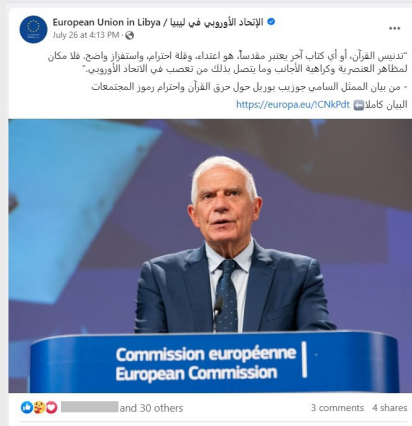 European Union in Libya / الإتحاد الأوروبي في ليبيا
July 26 at 4:13 PM ·
"تدنيس القرآن، أو أي كتاب آخر يعتبر مقدساً، هو اعتداء، وقلة احترام، واستفزاز واضح. فلا مكان
لمظاهر العنصرية وكراهية الأجانب وما يتصل بذلك من تعصب في الاتحاد الأوروبي."
- من بيان الممثل السامي جوزيب بوريل حول حرق القرآن واحترام رموز المجتمعات
البيان كاملا https://europa.eu/!CNkPdt
Commission européenne
European Commission
and 30 others
3 comments 4 shares